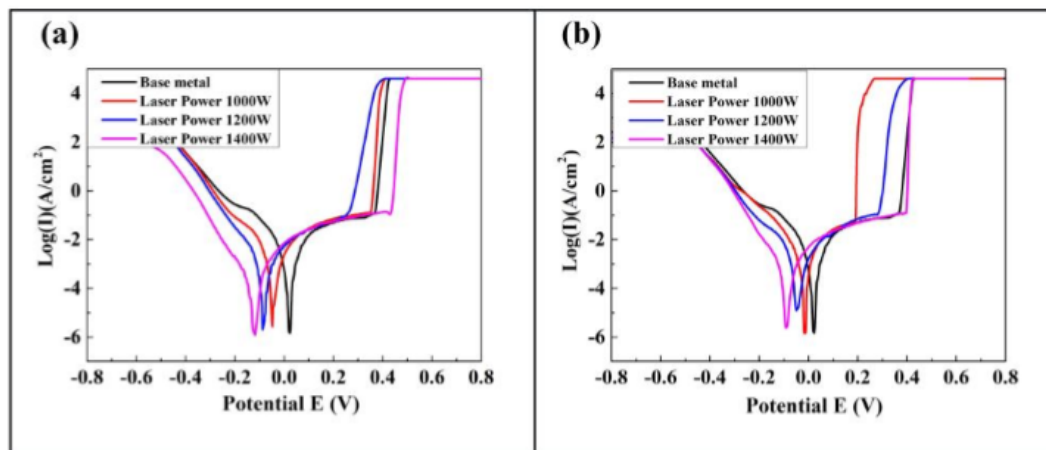 (a)
Base metal
Laser Power 1000W
Laser Power 1200W
Laser Power 1400W
4
2
0
-2
-4
-6
Log(I)(A/cm²)
-0.8 -0.6 -0.4 -0.2 0.0 0.2 0.4 0.6 0.8
Potential E (V)
(b)
Base metal
Laser Power 1000W
Laser Power 1200W
Laser Power 1400W
4
2
0
-2
-4
-6
Log(I)(A/cm²)
-0.8 -0.6 -0.4 -0.2 0.0 0.2 0.4 0.6 0.8
Potential E (V)